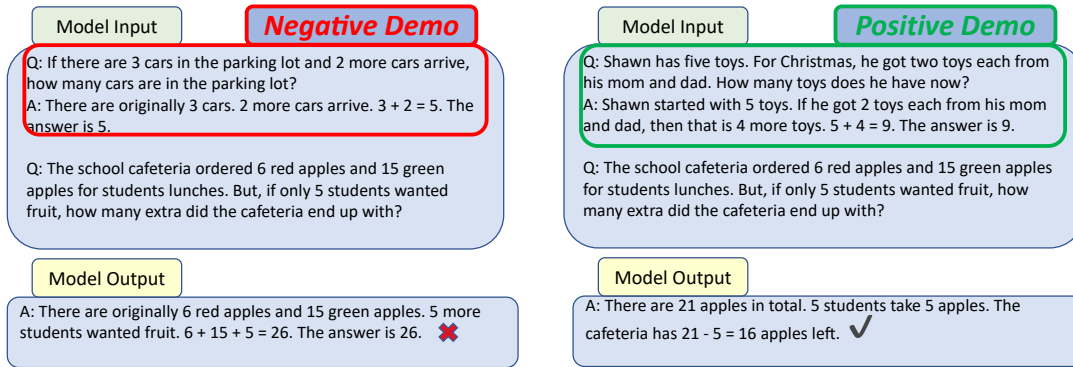 Model Input
Negative Demo
Q: If there are 3 cars in the parking lot and 2 more cars arrive,
how many cars are in the parking lot?
A: There are originally 3 cars. 2 more cars arrive. 3 + 2 = 5. The
answer is 5.
Q: The school cafeteria ordered 6 red apples and 15 green
apples for students lunches. But, if only 5 students wanted
fruit, how many extra did the cafeteria end up with?
Model Output
A: There are originally 6 red apples and 15 green apples. 5 more
students wanted fruit. 6 + 15 + 5 = 26. The answer is 26.
Model Input
Positive Demo
Q: Shawn has five toys. For Christmas, he got two toys each from
his mom and dad. How many toys does he have now?
A: Shawn started with 5 toys. If he got 2 toys each from his mom
and dad, then that is 4 more toys. 5 + 4 = 9. The answer is 9.
Q: The school cafeteria ordered 6 red apples and 15 green apples
for students lunches. But, if only 5 students wanted fruit, how
many extra did the cafeteria end up with?
Model Output
A: There are 21 apples in total. 5 students take 5 apples. The
cafeteria has 21 - 5 = 16 apples left.